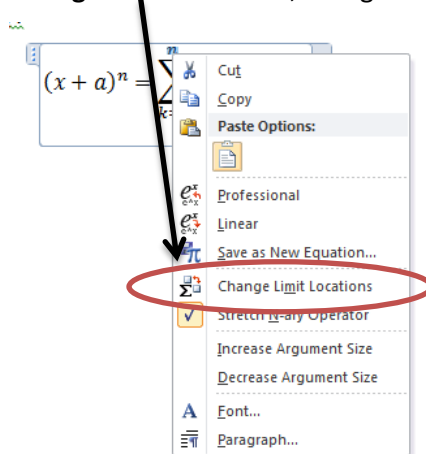 (x + a)ⁿ = ∑
n
k=
Cut
Copy
Paste Options:
Professional
Linear
Save as New Equation...
Change Limit Locations
Stretch N-ary Operator
Increase Argument Size
Decrease Argument Size
Font...
Paragraph...